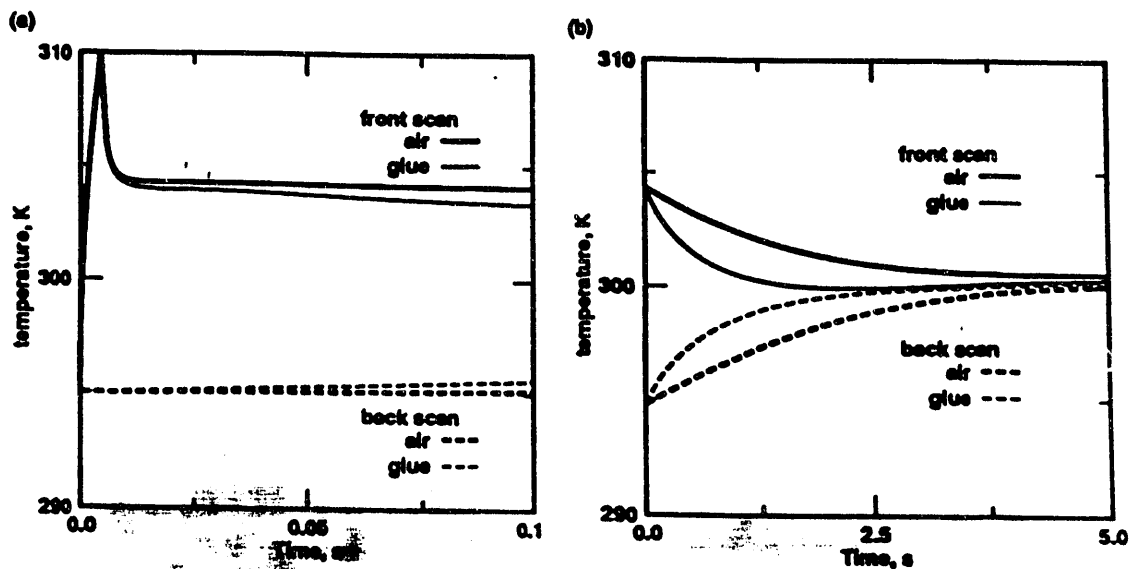 (a)
310
300
290
temperature, K
front scan
air
glue
back scan
air
glue
0.0
0.05
0.1
Time,
(b)
310
300
290
temperature, K
front scan
air
glue
back scan
air
glue
0.0
2.5
5.0
Time, s